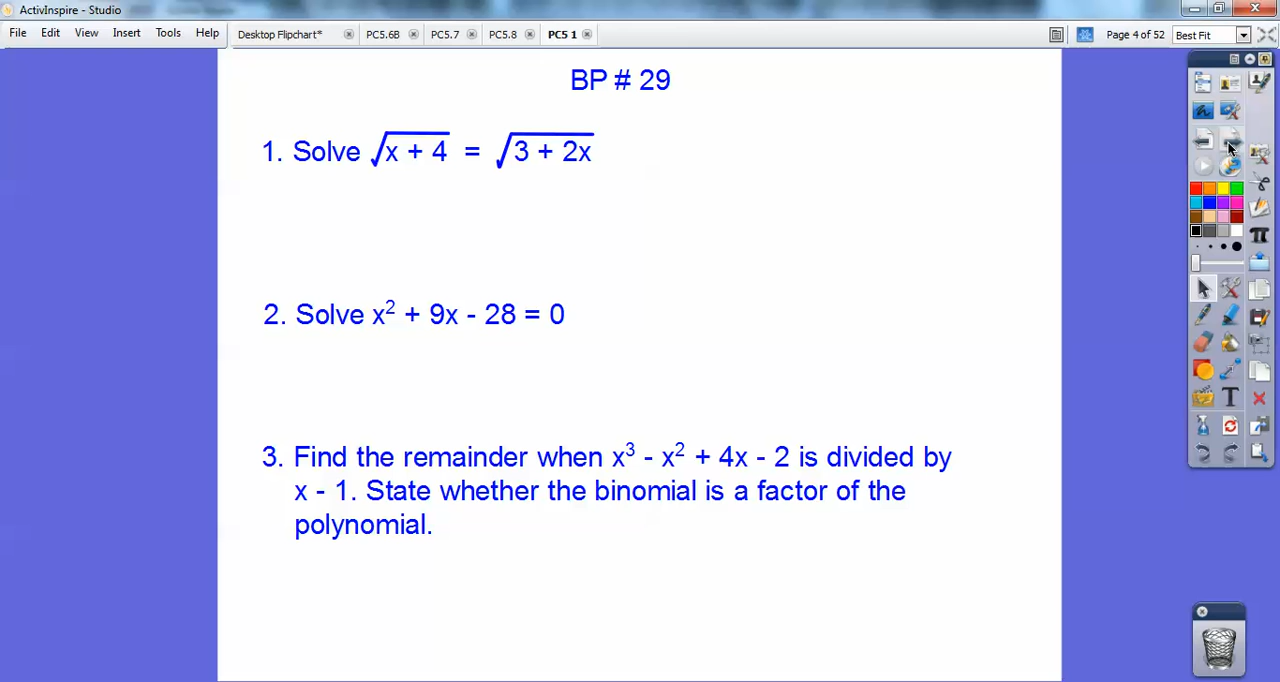 ActivInspire - Studio
File Edit View Insert Tools Help Desktop Flipchart* PC5.6B PC5.7 PC5.8 PC5 1 Page 4 of 52 Best Fit
BP # 29
1. Solve √x + 4 = √3 + 2x
2. Solve x² + 9x - 28 = 0
3. Find the remainder when x³ - x² + 4x - 2 is divided by
x - 1. State whether the binomial is a factor of the
polynomial.